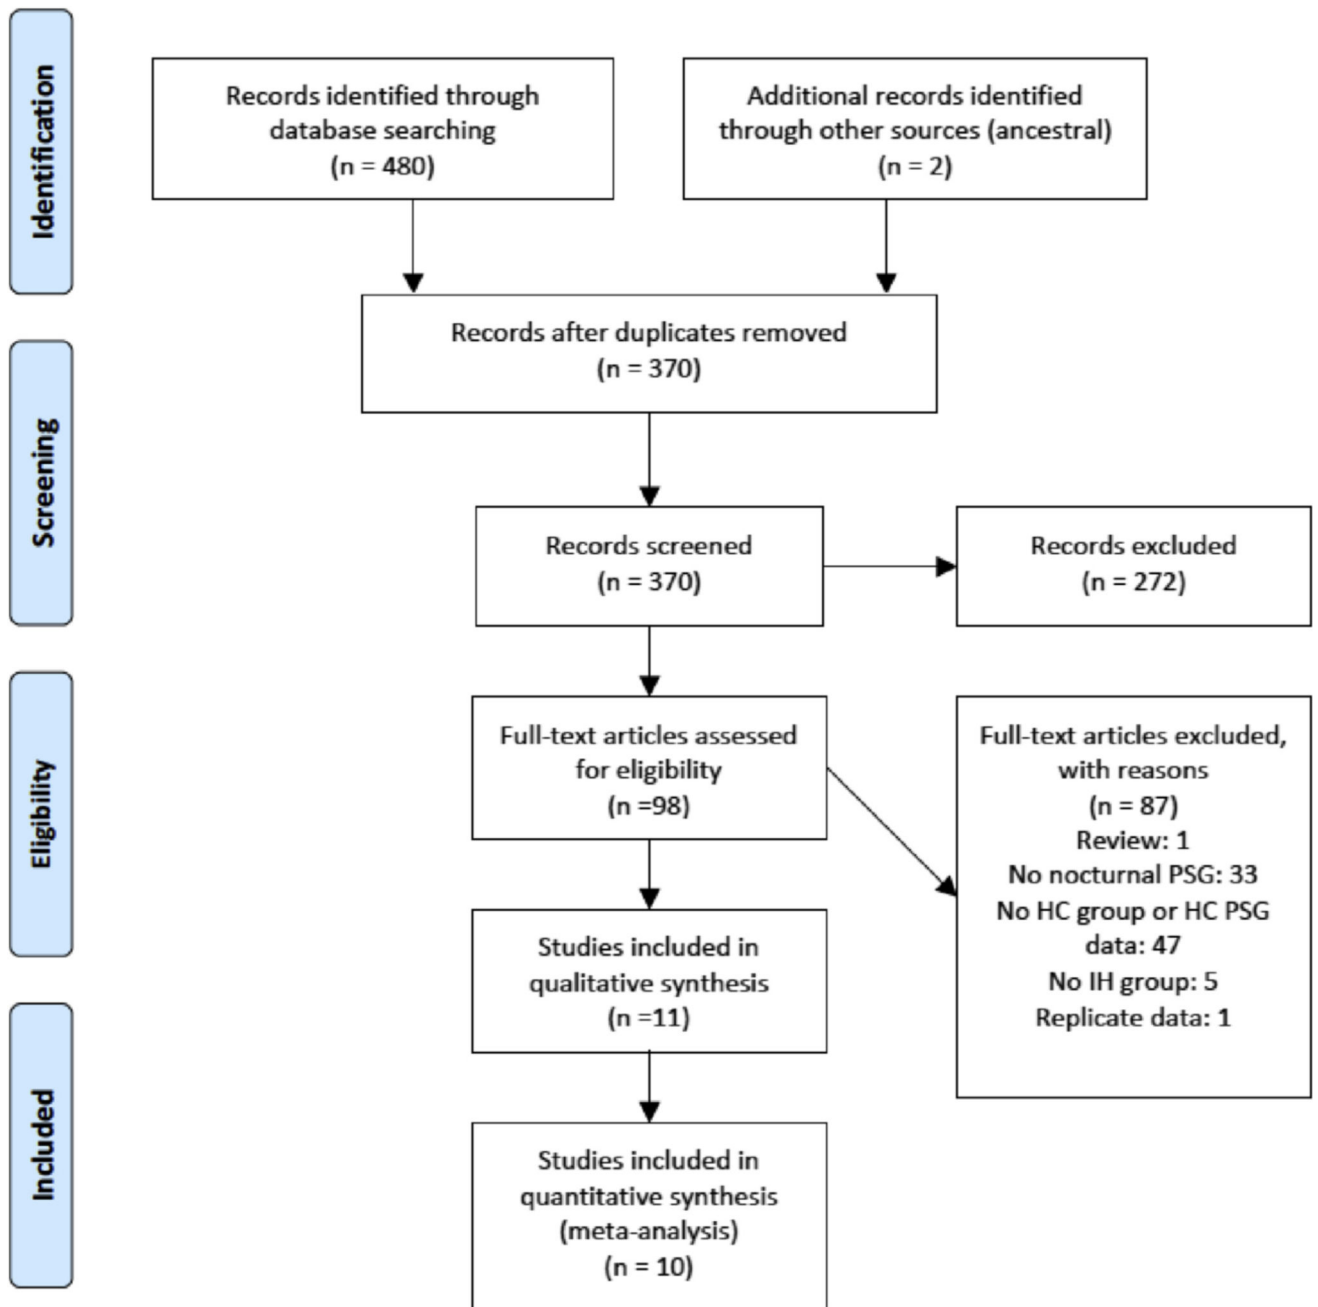 Identification
Records identified through
database searching
(n = 480)
Additional records identified
through other sources (ancestral)
(n = 2)
Records after duplicates removed
(n = 370)
Screening
Records screened
(n = 370)
Records excluded
(n = 272)
Eligibility
Full-text articles assessed
for eligibility
(n =98)
Full-text articles excluded,
with reasons
(n = 87)
Review: 1
No nocturnal PSG: 33
No HC group or HC PSG
data: 47
No IH group: 5
Replicate data: 1
Studies included in
qualitative synthesis
(n =11)
Included
Studies included in
quantitative synthesis
(meta-analysis)
(n = 10)